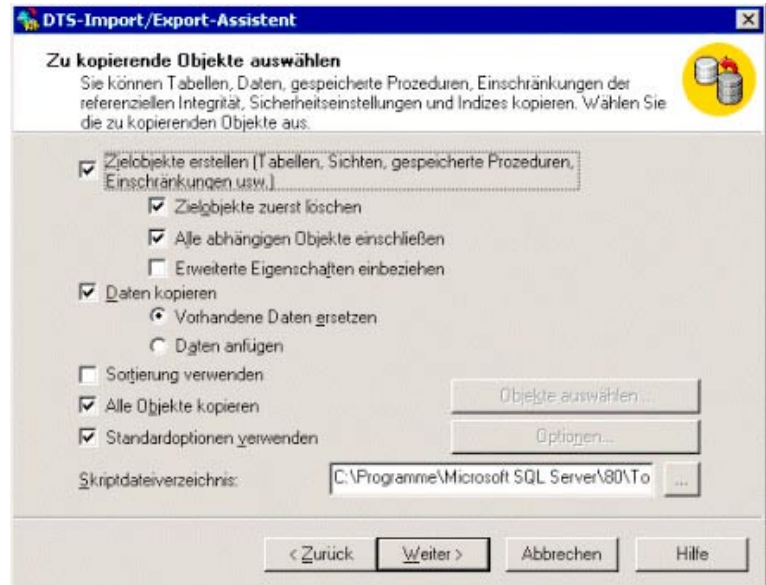 DTS-Import/Export-Assistent
Zu kopierende Objekte auswählen
Sie können Tabellen, Daten, gespeicherte Prozeduren, Einschränkungen der
referenziellen Integrität, Sicherheitseinstellungen und Indizes kopieren. Wählen Sie
die zu kopierenden Objekte aus.
Zielobjekte erstellen (Tabellen, Sichten, gespeicherte Prozeduren,
Einschränkungen usw.)
Zielobjekte zuerst löschen
Alle abhängigen Objekte einschließen
Erweiterte Eigenschaften einbeziehen
Daten kopieren
Vorhandene Daten ersetzen
Daten anfügen
Sortierung verwenden
Alle Objekte kopieren
Objekte auswählen...
Standardoptionen verwenden
Optionen...
Skriptdateiverzeichnis:
C:\Programme\Microsoft SQL Server\80\To
...
< Zurück
Weiter >
Abbrechen
Hilfe